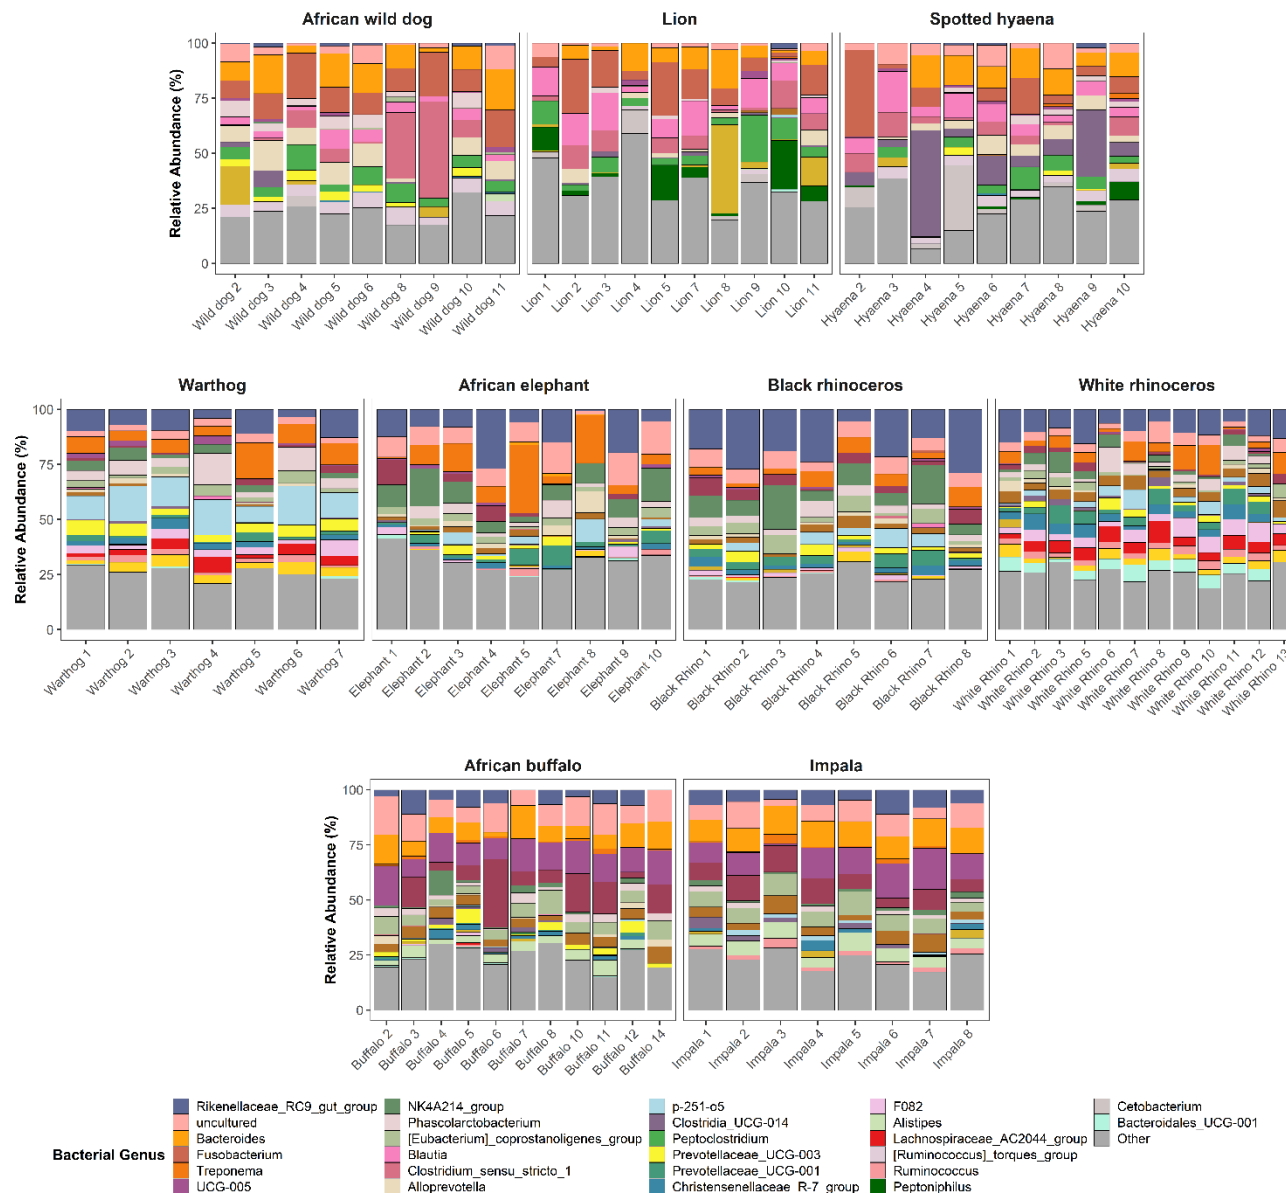 African wild dog
Lion
Spotted hyaena
Relative Abundance (%)
100
75
50
25
0
Wild dog 2
Wild dog 3
Wild dog 4
Wild dog 5
Wild dog 6
Wild dog 8
Wild dog 9
Wild dog 10
Wild dog 11
Lion 1
Lion 2
Lion 3
Lion 4
Lion 5
Lion 7
Lion 8
Lion 9
Lion 10
Lion 11
Hyaena 2
Hyaena 3
Hyaena 4
Hyaena 5
Hyaena 6
Hyaena 7
Hyaena 8
Hyaena 9
Hyaena 10
Warthog
African elephant
Black rhinoceros
White rhinoceros
Relative Abundance (%)
100
75
50
25
0
Warthog 1
Warthog 2
Warthog 3
Warthog 4
Warthog 5
Warthog 6
Warthog 7
Elephant 1
Elephant 2
Elephant 3
Elephant 4
Elephant 5
Elephant 7
Elephant 8
Elephant 9
Elephant 10
Black Rhino 1
Black Rhino 2
Black Rhino 3
Black Rhino 4
Black Rhino 5
Black Rhino 6
Black Rhino 7
Black Rhino 8
White Rhino 1
White Rhino 2
White Rhino 3
White Rhino 5
White Rhino 6
White Rhino 7
White Rhino 8
White Rhino 9
White Rhino 10
White Rhino 11
White Rhino 12
White Rhino 13
African buffalo
Impala
Relative Abundance (%)
100
75
50
25
0
Buffalo 2
Buffalo 3
Buffalo 4
Buffalo 5
Buffalo 6
Buffalo 7
Buffalo 8
Buffalo 10
Buffalo 11
Buffalo 12
Buffalo 14
Impala 1
Impala 2
Impala 3
Impala 4
Impala 5
Impala 6
Impala 7
Impala 8
Bacterial Genus
Rikenellaceae_RC9_gut_group
uncultured
Bacteroides
Fusobacterium
Treponema
UCG-005
NK4A214_group
Phascolarctobacterium
[Eubacterium]_coprostanoligenes_group
Blautia
Clostridium_sensu_stricto_1
Alloprevotella
p-251-o5
Clostridia_UCG-014
Peptoclostridium
Prevotellaceae_UCG-003
Prevotellaceae_UCG-001
Christensenellaceae_R-7_group
F082
Alistipes
Lachnospiraceae_AC2044_group
[Ruminococcus]_torques_group
Ruminococcus
Peptoniphilus
Cetobacterium
Bacteroidales_UCG-001
Other